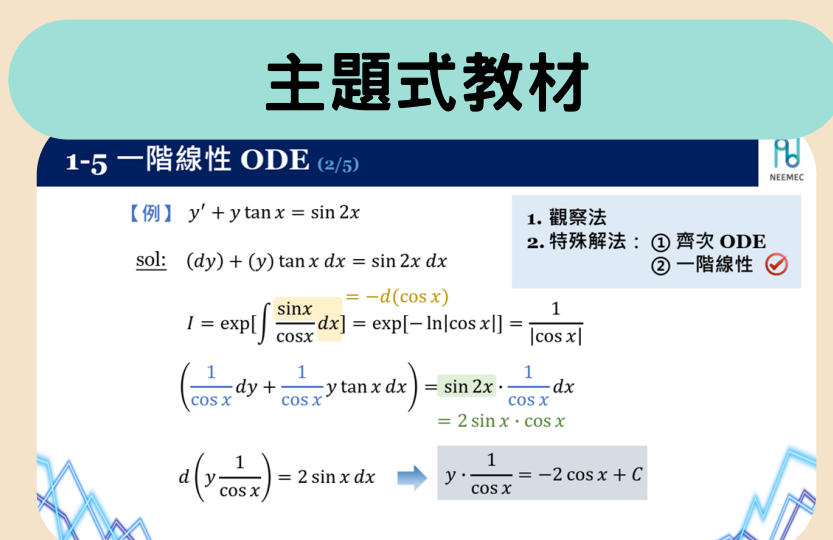 主題式教材
1-5 一階線性 ODE (2/5)
NEEMEC
【例】 y′ + y tan x = sin 2x
1. 觀察法
2. 特殊解法： ① 齊次 ODE
② 一階線性
sol: (dy) + (y) tan x dx = sin 2x dx
= −d(cos x)
I = exp[∫ sinx/cosx dx] = exp[− ln|cos x|] = 1/|cos x|
(1/cos x dy + 1/cos x y tan x dx) = sin 2x · 1/cos x dx
= 2 sin x · cos x
d(y 1/cos x) = 2 sin x dx y · 1/cos x = −2 cos x + C